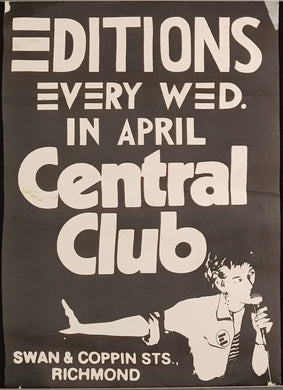 EDITIONS
EVERY WED.
IN APRIL
Central
Club
SWAN & COPPIN STS.,
RICHMOND